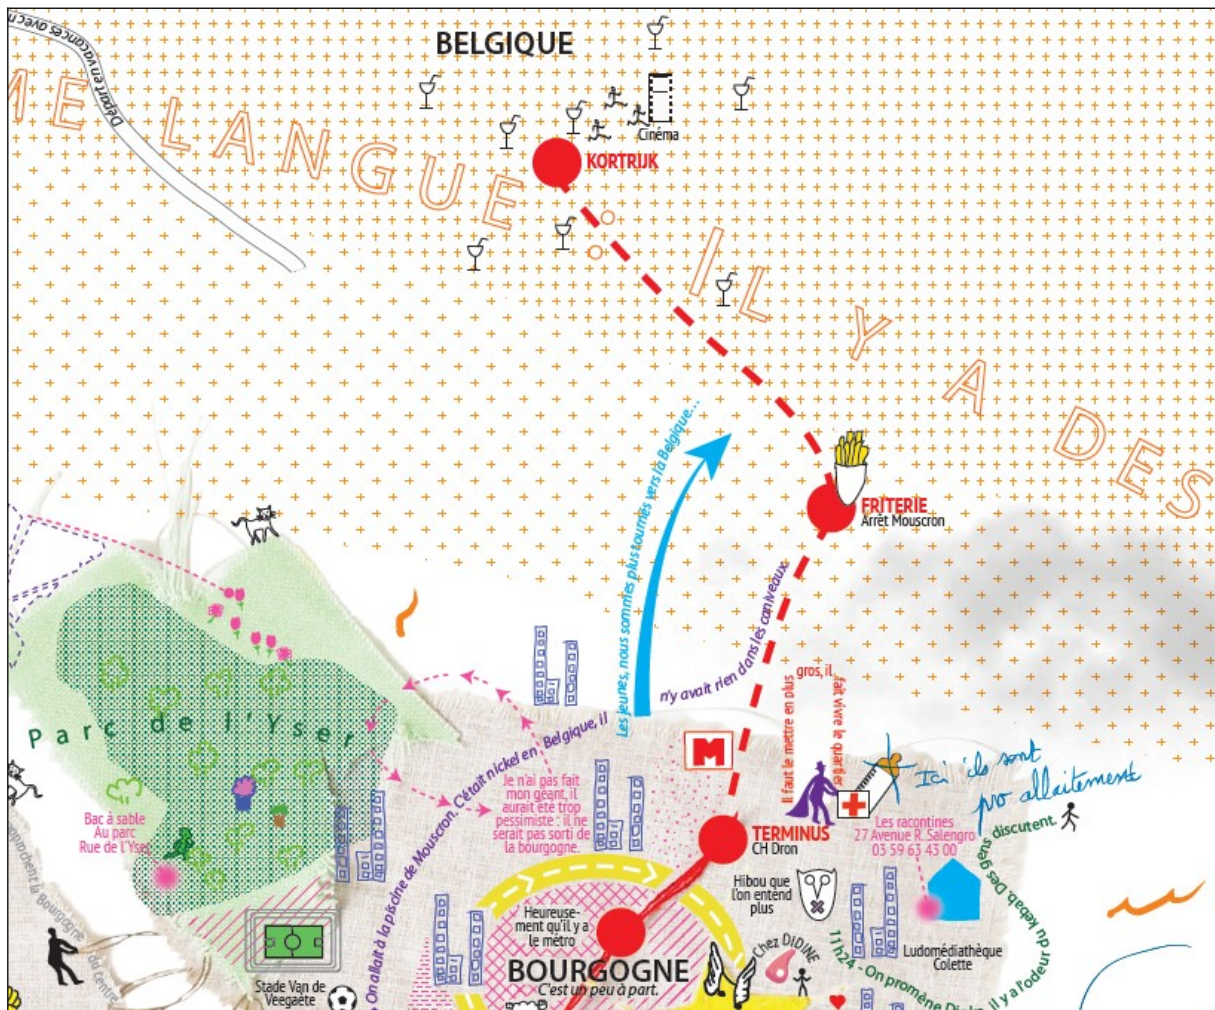 Départ en vacances avec
BELGIQUE
ME LANGUE : IL Y A DES
Cinéma
KORTRIJK
FRITERIE
Arrêt Mouscron
Les jeunes, nous sommes plus tournés vers la Belgique...
On allait à la piscine de Mouscron. C'était nickel en Belgique, il
n'y avait rien dans les caniveaux.
Il faut le mettre en plus
gros, il
fait vivre le quartier
M
Parc de l'Yser
Bac à sable
Au parc
Rue de l'Yser
Je n'ai pas fait
mon géant, il
aurait été trop
pessimiste : il ne
serait pas sorti de
la bourgogne.
Ici ils sont
pro allaitement
TERMINUS
CH Dron
Les racontines
27 Avenue R. Salengro
03 59 63 43 00
Hibou que
l'on entend
plus
Heureuse-
ment qu'il y a
le métro
BOURGOGNE
C'est un peu à part.
Chez DIDINE
Ludomédiathèque
Colette
11h24 - On promène
il y a l'odeur du kebab. Des gens discutent.
Stade Van de
Veegaete
approchent la Bourgogne
du centre